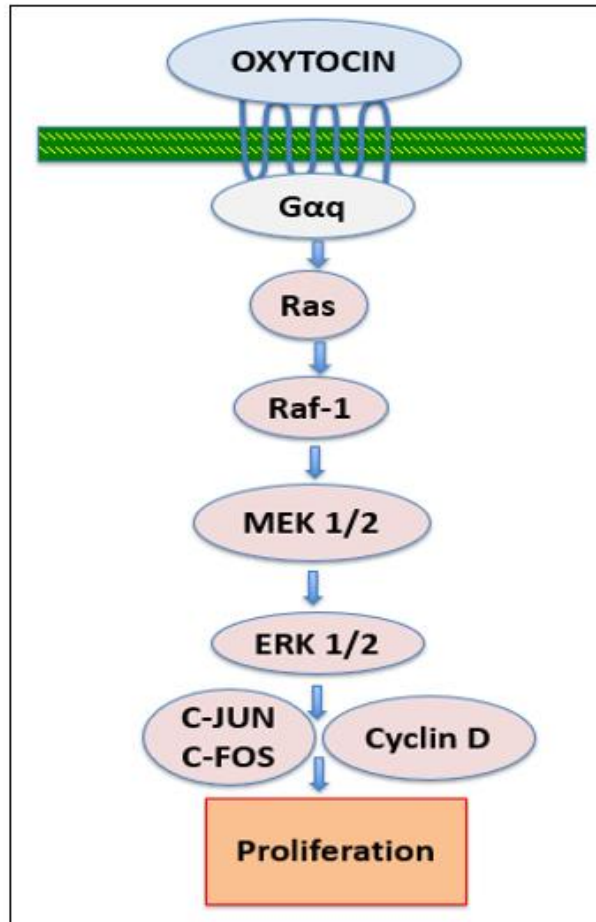 OXYTOCIN
Gαq
Ras
Raf-1
MEK 1/2
ERK 1/2
C-JUN
C-FOS
Cyclin D
Proliferation